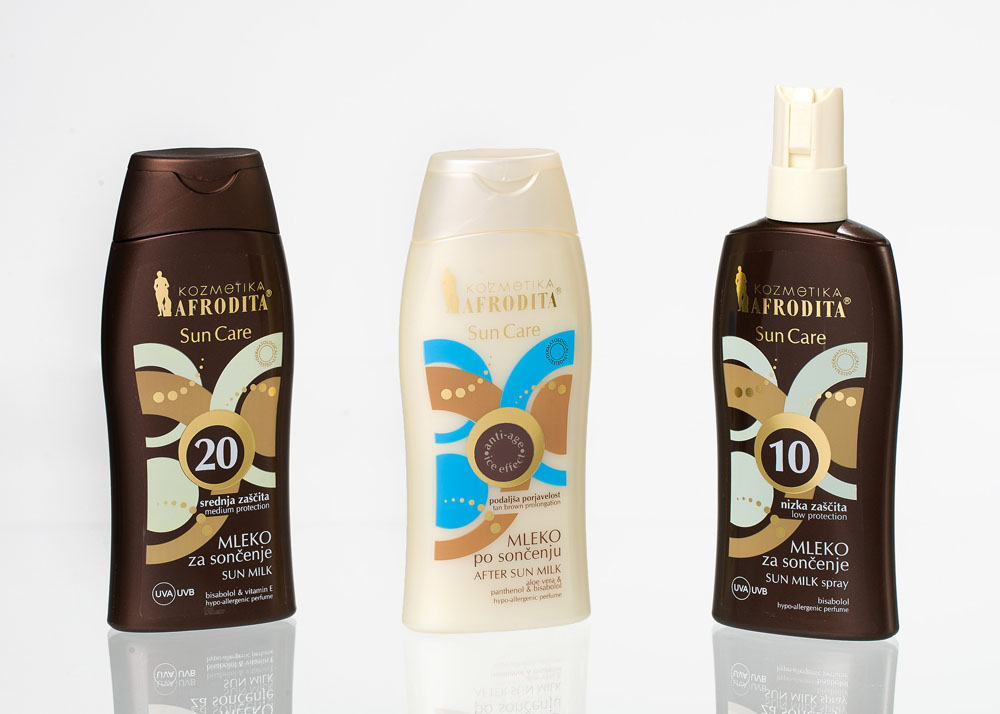 KOZMETIKA
AFRODITA®
Sun Care
20
srednja zaščita
medium protection
MLEKO
za sončenje
SUN MILK
UVA UVB
bisabolol & vitamin E
hypo-allergenic perfume
KOZMETIKA
AFRODITA®
Sun Care
anti-age
ice effect
podaljša porjavelost
tan brown prolongation
MLEKO
po sončenju
AFTER SUN MILK
aloe vera &
panthenol & bisabolol
hypo-allergenic perfume
KOZMETIKA
AFRODITA®
Sun Care
10
nizka zaščita
low protection
MLEKO
za sončenje
SUN MILK spray
UVA UVB
bisabolol
hypo-allergenic perfume